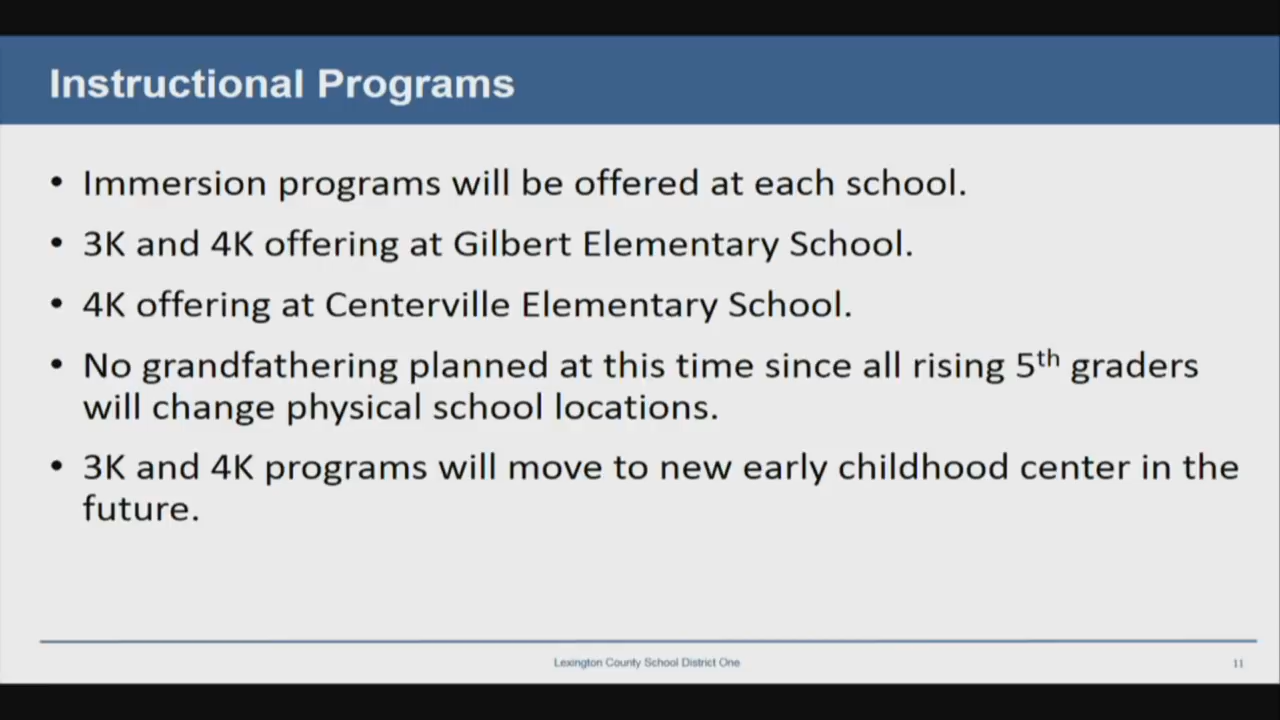 Instructional Programs
• Immersion programs will be offered at each school.
• 3K and 4K offering at Gilbert Elementary School.
• 4K offering at Centerville Elementary School.
• No grandfathering planned at this time since all rising 5th graders
will change physical school locations.
• 3K and 4K programs will move to new early childhood center in the
future.
Lexington County School District One
11